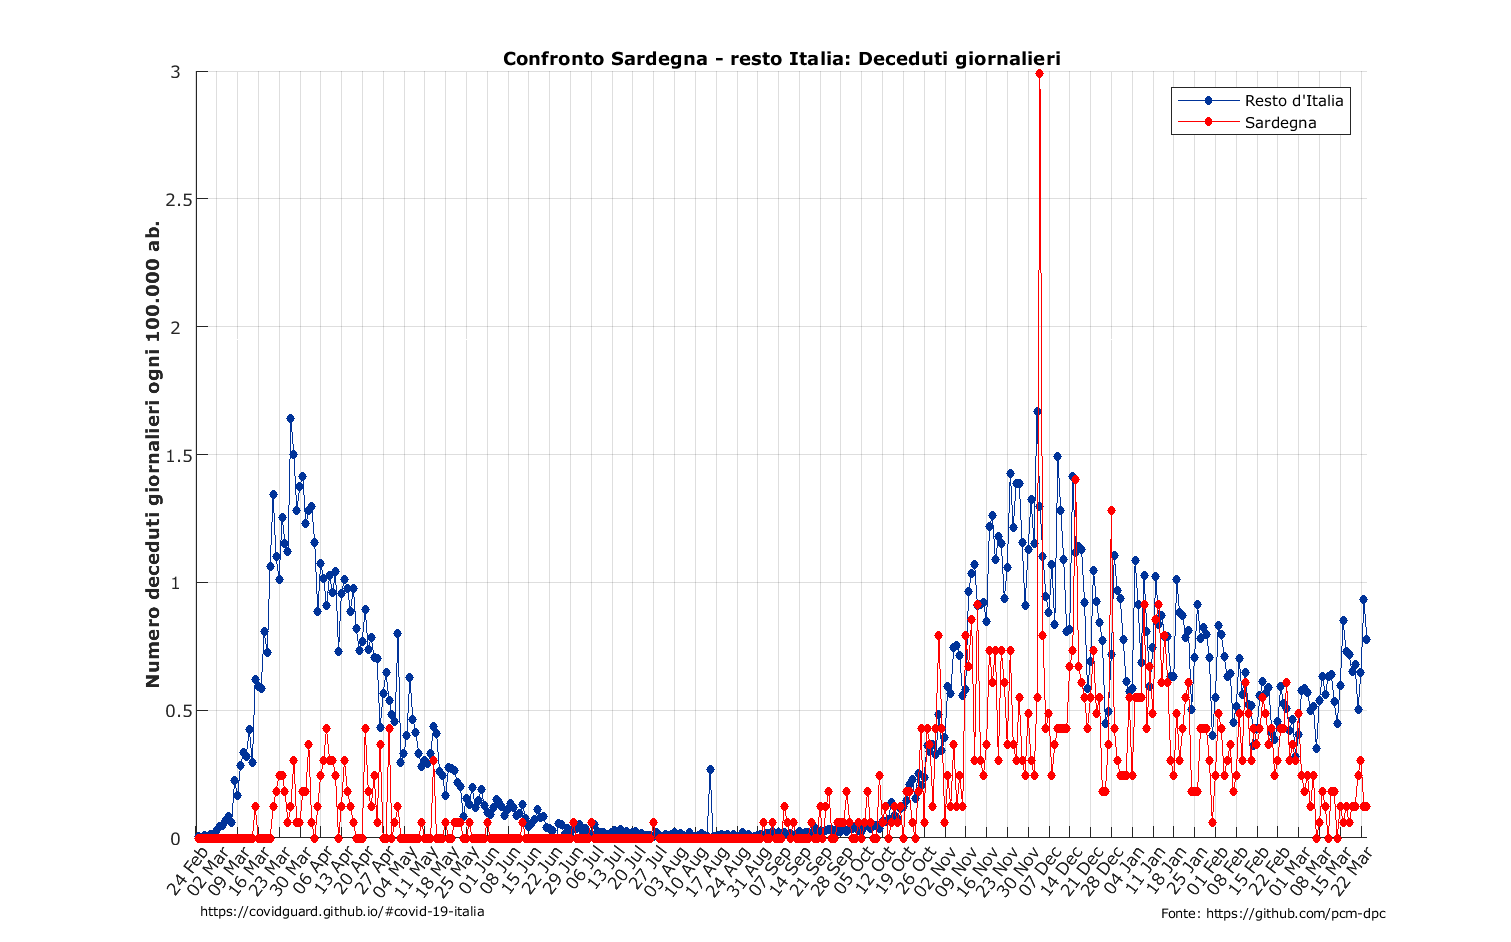 Confronto Sardegna - resto Italia: Deceduti giornalieri
Resto d'Italia
Sardegna
Numero deceduti giornalieri ogni 100.000 ab.
3
2.5
2
1.5
1
0.5
0
24 Feb
02 Mar
09 Mar
16 Mar
23 Mar
30 Mar
06 Apr
13 Apr
20 Apr
27 Apr
04 May
11 May
18 May
25 May
01 Jun
08 Jun
15 Jun
22 Jun
29 Jun
06 Jul
13 Jul
20 Jul
27 Jul
03 Aug
10 Aug
17 Aug
24 Aug
31 Aug
07 Sep
14 Sep
21 Sep
28 Sep
05 Oct
12 Oct
19 Oct
26 Oct
02 Nov
09 Nov
16 Nov
23 Nov
30 Nov
07 Dec
14 Dec
21 Dec
28 Dec
04 Jan
11 Jan
18 Jan
25 Jan
01 Feb
08 Feb
15 Feb
22 Feb
01 Mar
08 Mar
15 Mar
22 Mar
https://covidguard.github.io/#covid-19-italia
Fonte: https://github.com/pcm-dpc